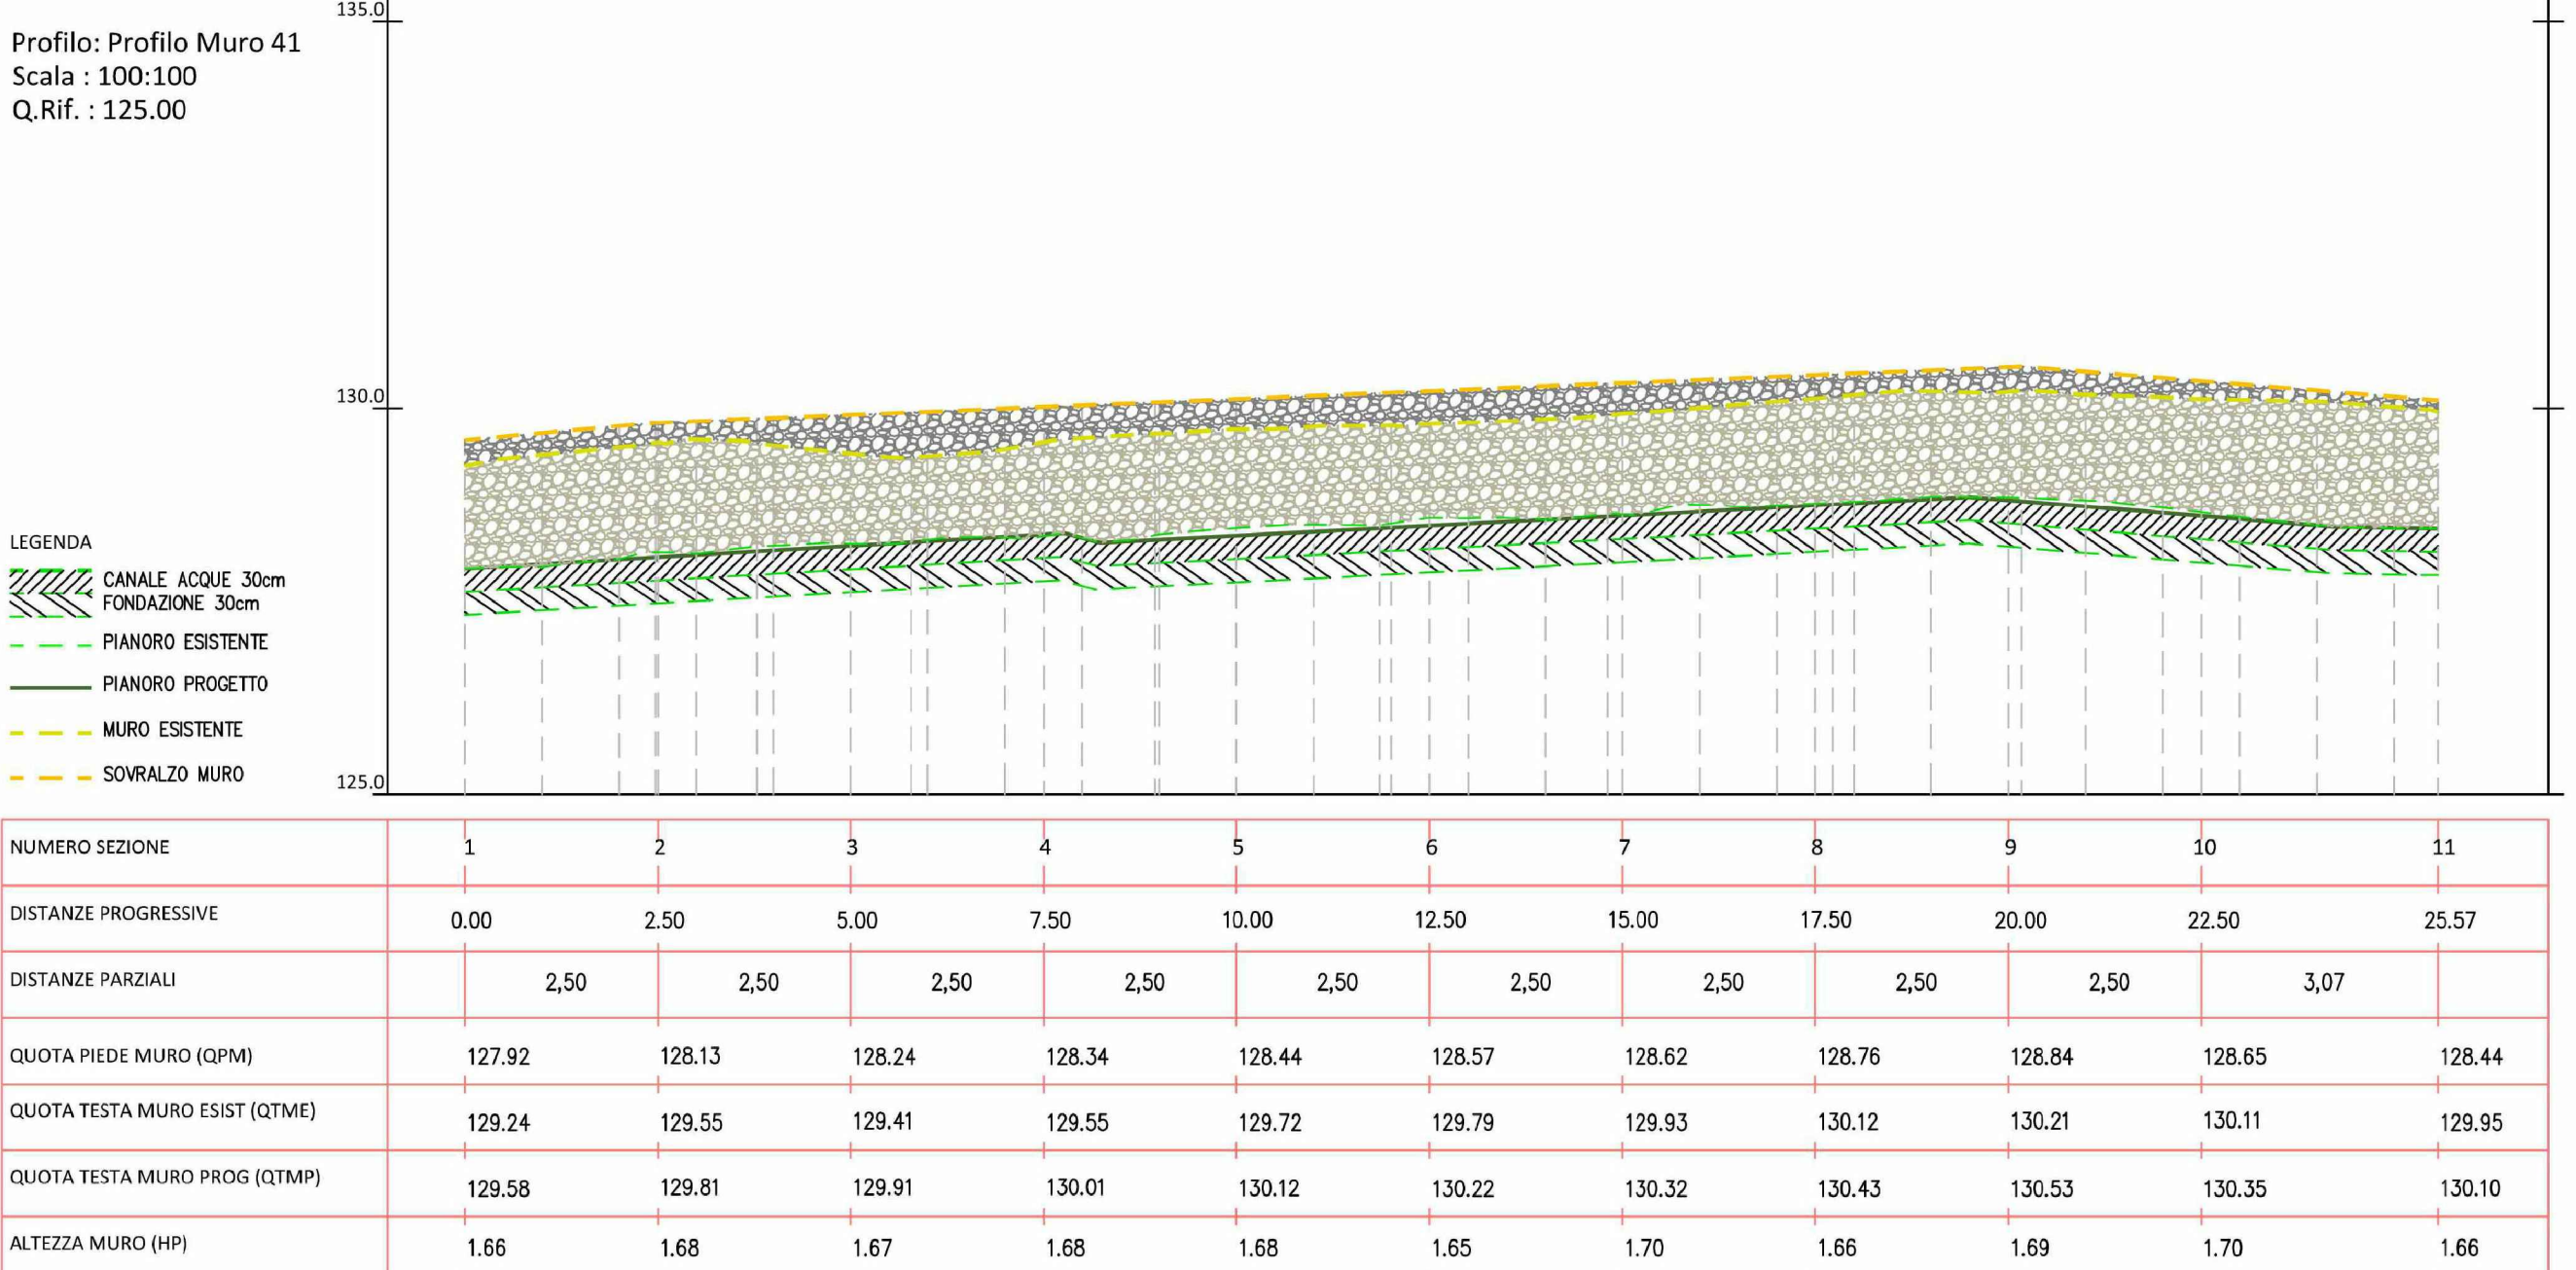 135.0
Profilo: Profilo Muro 41
Scala : 100:100
Q.Rif. : 125.00
130.0
LEGENDA
CANALE ACQUE 30cm
FONDAZIONE 30cm
PIANORO ESISTENTE
PIANORO PROGETTO
MURO ESISTENTE
SOVRALZO MURO
125.0
NUMERO SEZIONE 1 2 3 4 5 6 7 8 9 10 11
DISTANZE PROGRESSIVE 0.00 2.50 5.00 7.50 10.00 12.50 15.00 17.50 20.00 22.50 25.57
DISTANZE PARZIALI 2,50 2,50 2,50 2,50 2,50 2,50 2,50 2,50 2,50 3,07
QUOTA PIEDE MURO (QPM) 127.92 128.13 128.24 128.34 128.44 128.57 128.62 128.76 128.84 128.65 128.44
QUOTA TESTA MURO ESIST (QTME) 129.24 129.55 129.41 129.55 129.72 129.79 129.93 130.12 130.21 130.11 129.95
QUOTA TESTA MURO PROG (QTMP) 129.58 129.81 129.91 130.01 130.12 130.22 130.32 130.43 130.53 130.35 130.10
ALTEZZA MURO (HP) 1.66 1.68 1.67 1.68 1.68 1.65 1.70 1.66 1.69 1.70 1.66